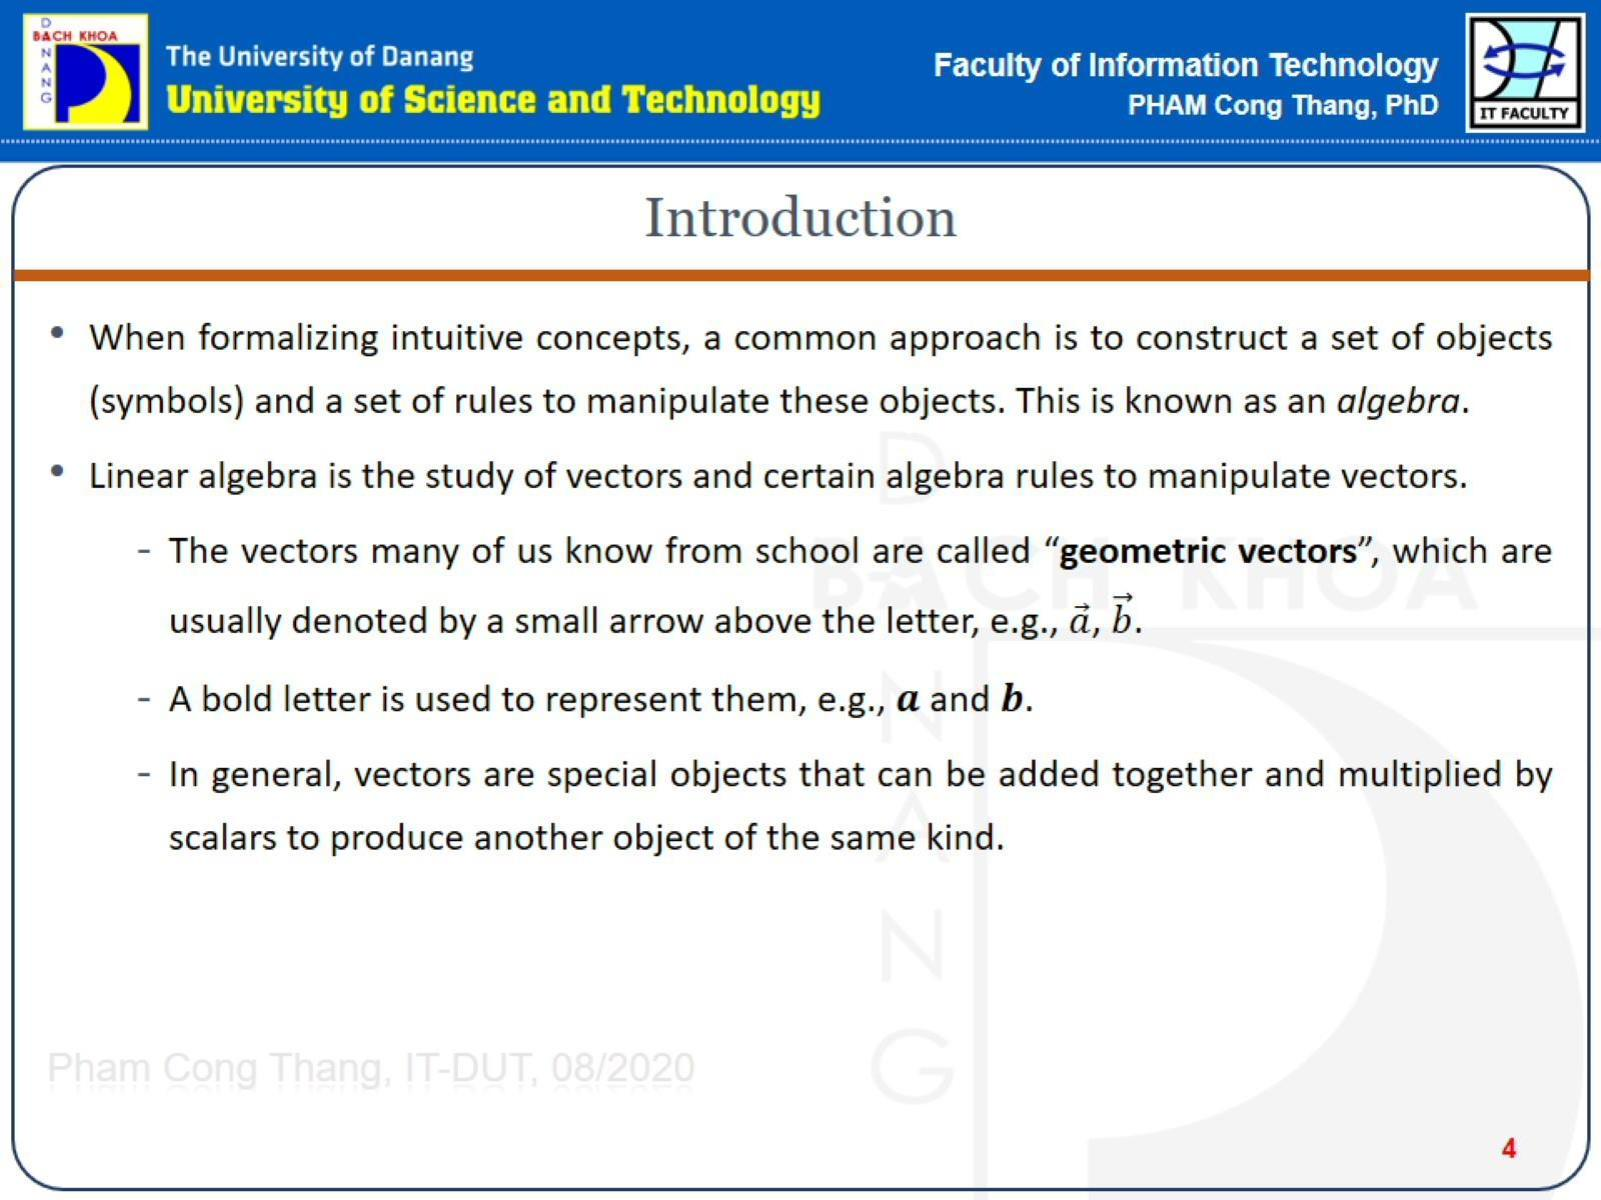 D
BÁCH KHOA
N
A
N
G
The University of Danang
University of Science and Technology
Faculty of Information Technology
PHAM Cong Thang, PhD
IT FACULTY
Introduction
• When formalizing intuitive concepts, a common approach is to construct a set of objects
(symbols) and a set of rules to manipulate these objects. This is known as an algebra.
• Linear algebra is the study of vectors and certain algebra rules to manipulate vectors.
- The vectors many of us know from school are called “geometric vectors”, which are
usually denoted by a small arrow above the letter, e.g., a⃗, b⃗.
- A bold letter is used to represent them, e.g., a and b.
- In general, vectors are special objects that can be added together and multiplied by
scalars to produce another object of the same kind.
D
BÁCH KHOA
N
A
N
G
Pham Cong Thang, IT-DUT, 08/2020
4